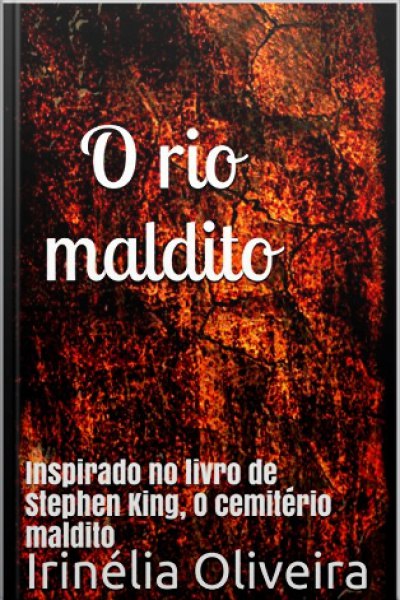 O rio
maldito
Inspirado no livro de
Stephen King, o cemitério
maldito
Irinélia Oliveira